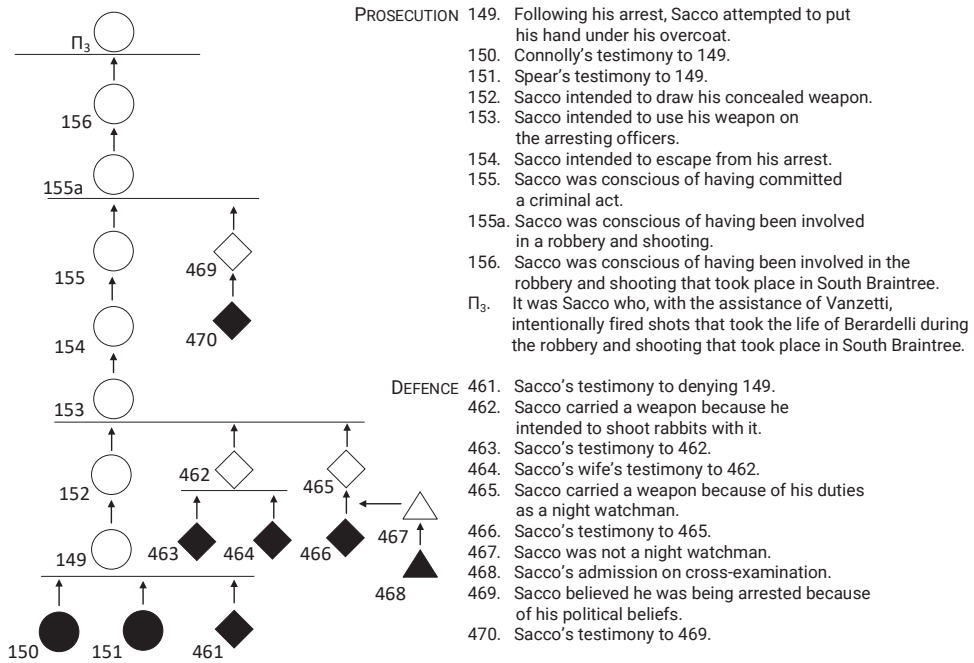 Π₃
156
155a
155
469
154
470
153
152
462
465
149
463
464
466
467
468
150
151
461
PROSECUTION 149. Following his arrest, Sacco attempted to put
his hand under his overcoat.
150. Connolly’s testimony to 149.
151. Spear’s testimony to 149.
152. Sacco intended to draw his concealed weapon.
153. Sacco intended to use his weapon on
the arresting officers.
154. Sacco intended to escape from his arrest.
155. Sacco was conscious of having committed
a criminal act.
155a. Sacco was conscious of having been involved
in a robbery and shooting.
156. Sacco was conscious of having been involved in the
robbery and shooting that took place in South Braintree.
Π₃. It was Sacco who, with the assistance of Vanzetti,
intentionally fired shots that took the life of Berardelli during
the robbery and shooting that took place in South Braintree.
DEFENCE 461. Sacco’s testimony to denying 149.
462. Sacco carried a weapon because he
intended to shoot rabbits with it.
463. Sacco’s testimony to 462.
464. Sacco’s wife’s testimony to 462.
465. Sacco carried a weapon because of his duties
as a night watchman.
466. Sacco’s testimony to 465.
467. Sacco was not a night watchman.
468. Sacco’s admission on cross-examination.
469. Sacco believed he was being arrested because
of his political beliefs.
470. Sacco’s testimony to 469.